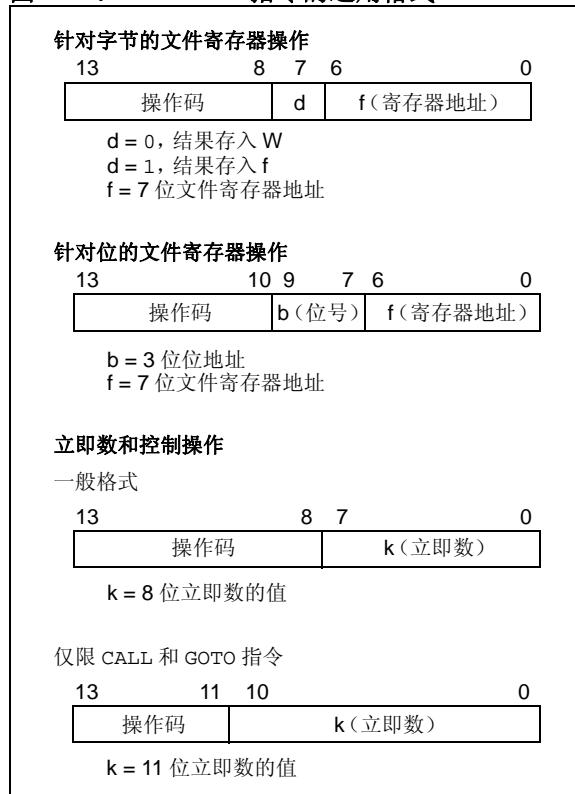 针对字节的文件寄存器操作
13 8 7 6 0
操作码 d f（寄存器地址）
d = 0, 结果存入 W
d = 1, 结果存入 f
f = 7 位文件寄存器地址
针对位的文件寄存器操作
13 10 9 7 6 0
操作码 b（位号） f（寄存器地址）
b = 3 位位地址
f = 7 位文件寄存器地址
立即数和控制操作
一般格式
13 8 7 0
操作码 k（立即数）
k = 8 位立即数的值
仅限 CALL 和 GOTO 指令
13 11 10 0
操作码 k（立即数）
k = 11 位立即数的值